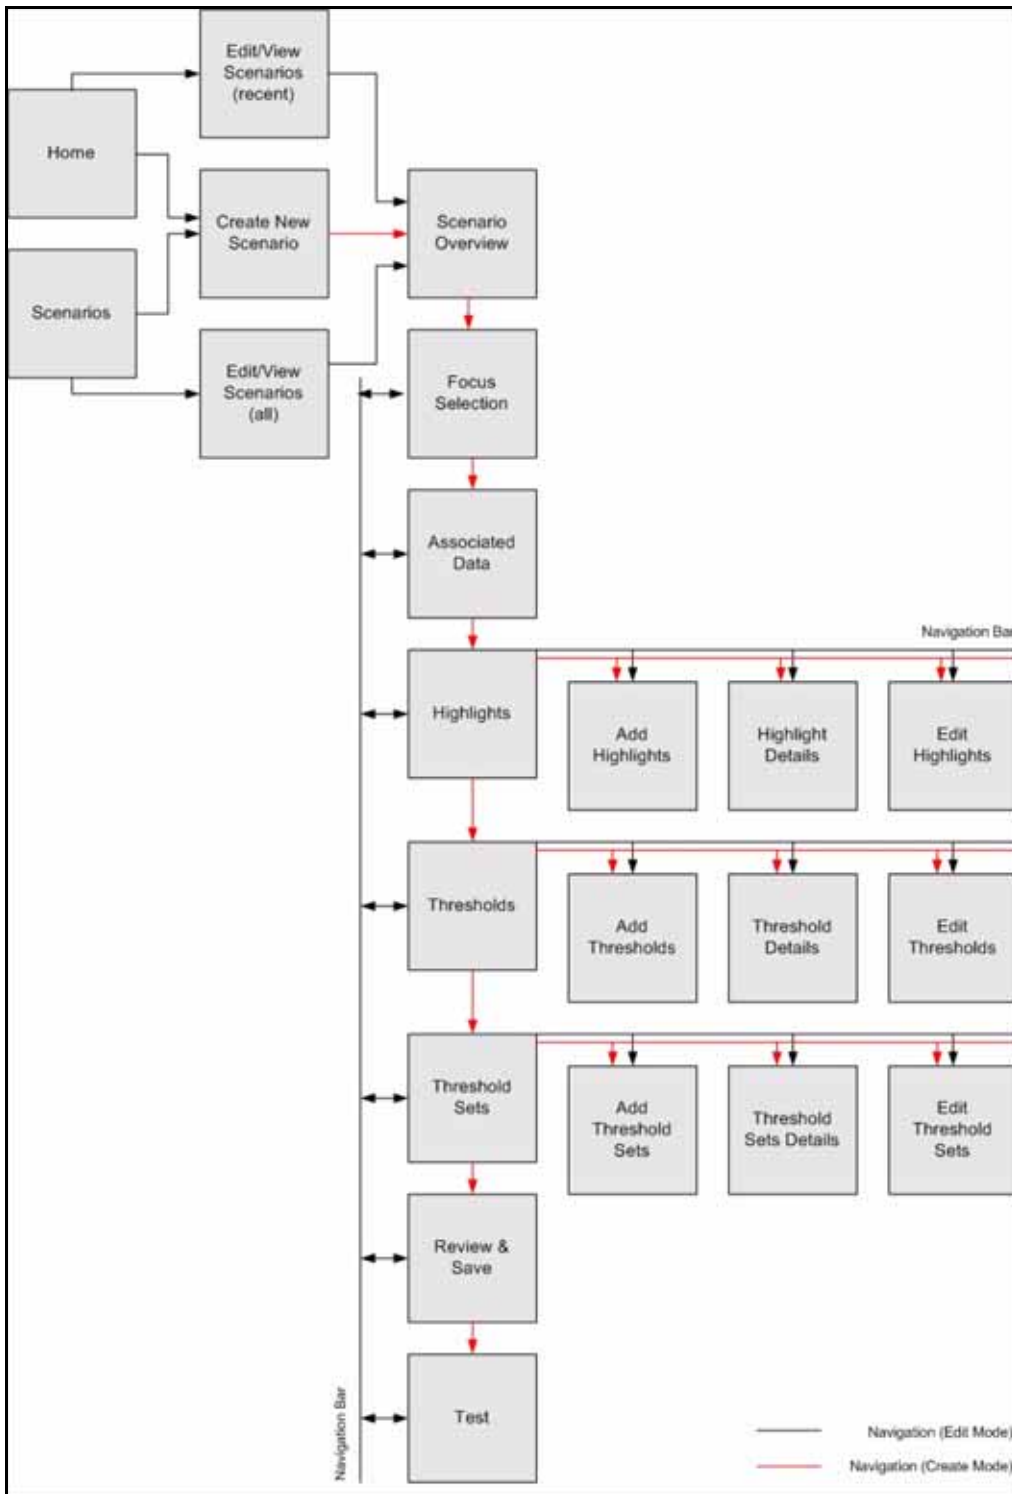 Edit/View
Scenarios
(recent)
Home
Create New
Scenario
Scenario
Overview
Scenarios
Edit/View
Scenarios
(all)
Focus
Selection
Associated
Data
Navigation Bar
Highlights
Add
Highlights
Highlight
Details
Edit
Highlights
Thresholds
Add
Thresholds
Threshold
Details
Edit
Thresholds
Threshold
Sets
Add
Threshold
Sets
Threshold
Sets Details
Edit
Threshold
Sets
Review &
Save
Navigation Bar
Test
Navigation (Edit Mode)
Navigation (Create Mode)